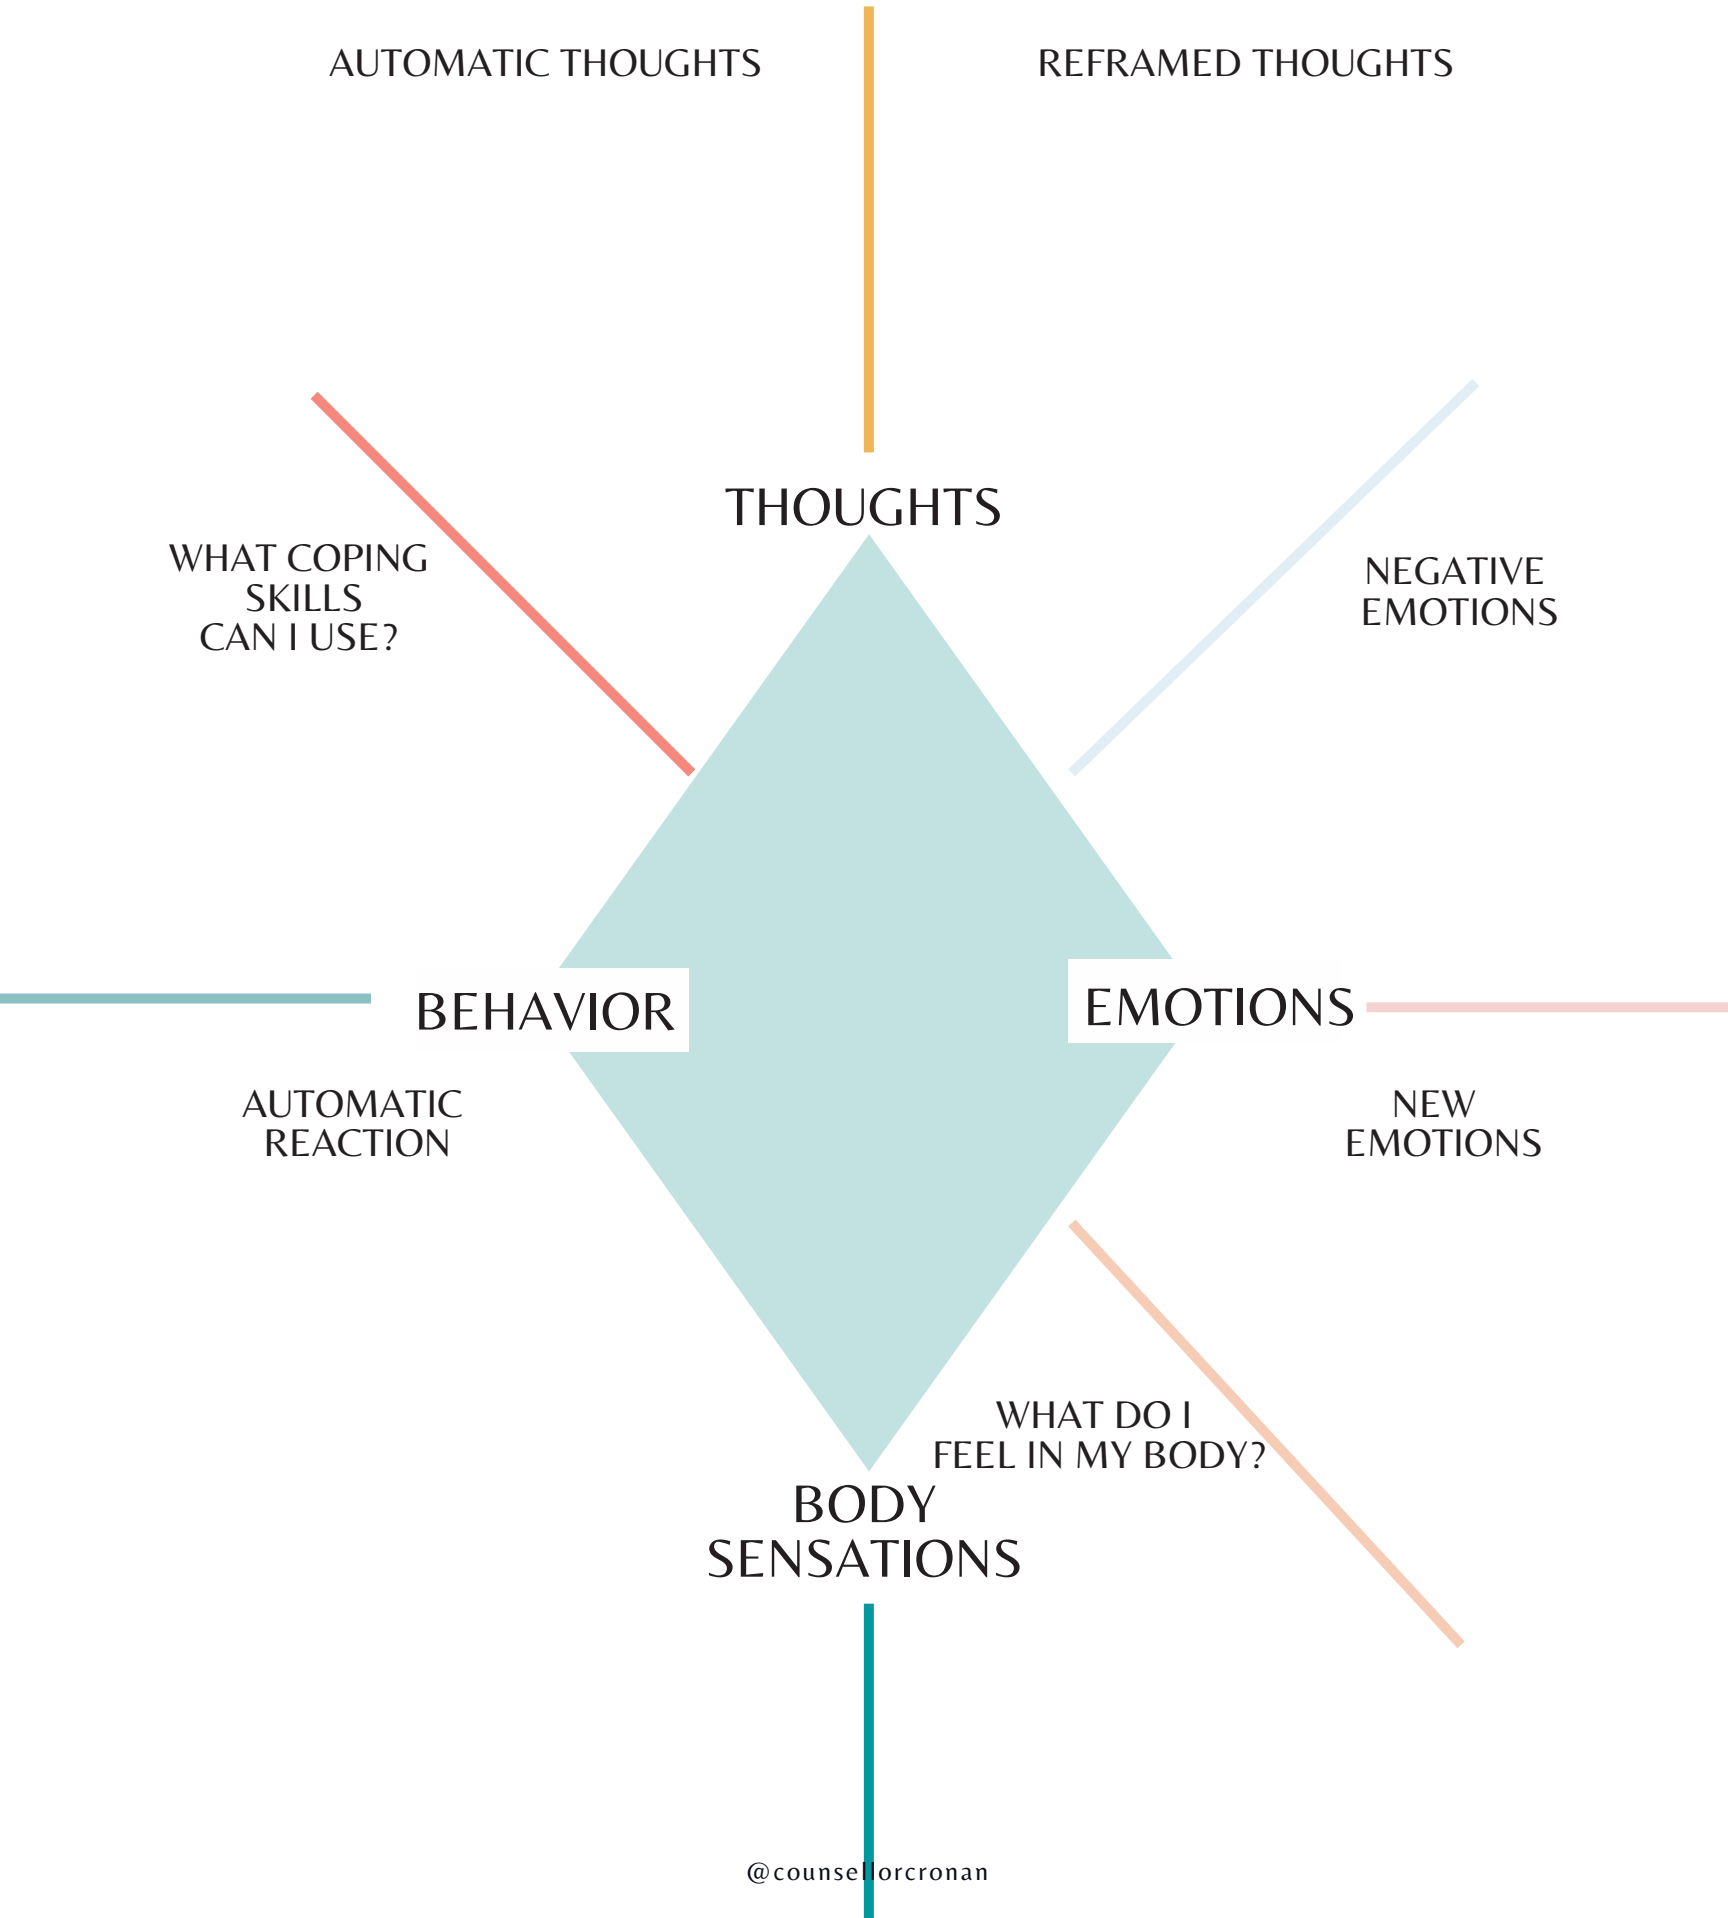 AUTOMATIC THOUGHTS
REFRAMED THOUGHTS
THOUGHTS
WHAT COPING
SKILLS
CAN I USE?
NEGATIVE
EMOTIONS
BEHAVIOR
EMOTIONS
AUTOMATIC
REACTION
NEW
EMOTIONS
WHAT DO I
FEEL IN MY BODY?
BODY
SENSATIONS
@counsellorcronan